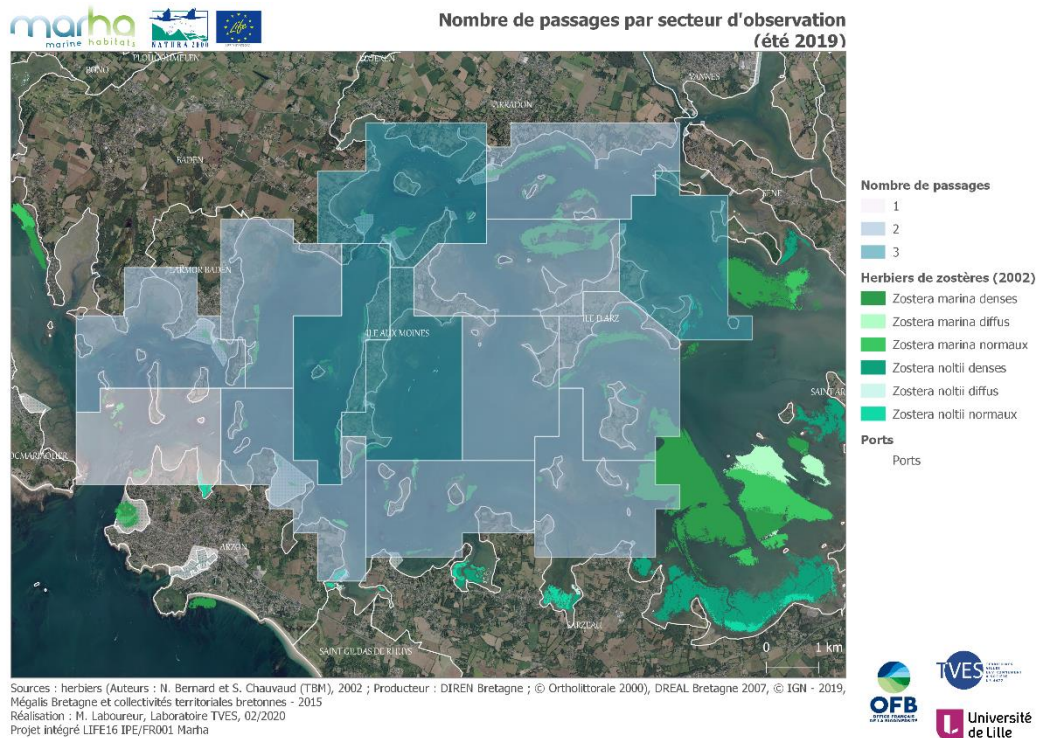 marha
marine habitats
NATURA 2000
Life
Nombre de passages par secteur d'observation
(été 2019)
BONO
PLOUGOUMELEN
VANNES
ARRADON
BADEN
SENE
LARMOR BADEN
ILE AUX MOINES
ILE D'ARZ
SAINT AR
OCMARIAQUER
ARZON
SARZEAU
SAINT GILDAS DE RHUYS
0 1 km
Nombre de passages
1
2
3
Herbiers de zostères (2002)
Zostera marina denses
Zostera marina diffus
Zostera marina normaux
Zostera noltii denses
Zostera noltii diffus
Zostera noltii normaux
Ports
Ports
Sources : herbiers (Auteurs : N. Bernard et S. Chauvaud (TBM), 2002 ; Producteur : DIREN Bretagne ; © Ortholittorale 2000), DREAL Bretagne 2007, © IGN - 2019,
Mégalis Bretagne et collectivités territoriales bretonnes - 2015
Réalisation : M. Laboureur, Laboratoire TVES, 02/2020
Projet intégré LIFE16 IPE/FR001 Marha
OFB
OFFICE FRANÇAIS
DE LA BIODIVERSITÉ
TVES
Université
de Lille